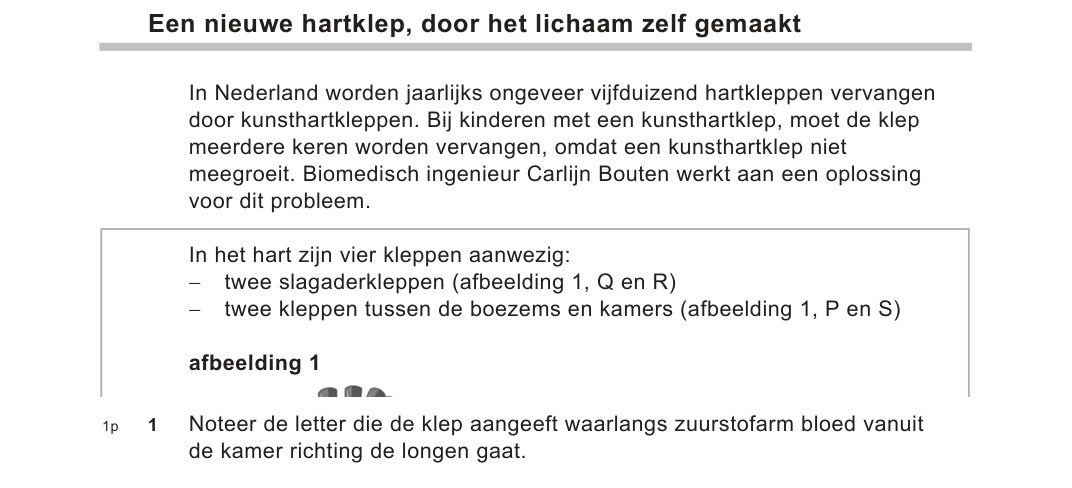 Een nieuwe hartklep, door het lichaam zelf gemaakt
In Nederland worden jaarlijks ongeveer vijfduizend hartkleppen vervangen
door kunsthartkleppen. Bij kinderen met een kunsthartklep, moet de klep
meerdere keren worden vervangen, omdat een kunsthartklep niet
meegroeit. Biomedisch ingenieur Carlijn Bouten werkt aan een oplossing
voor dit probleem.
In het hart zijn vier kleppen aanwezig:
− twee slagaderkleppen (afbeelding 1, Q en R)
− twee kleppen tussen de boezems en kamers (afbeelding 1, P en S)
afbeelding 1
1p 1 Noteer de letter die de klep aangeeft waarlangs zuurstofarm bloed vanuit
de kamer richting de longen gaat.